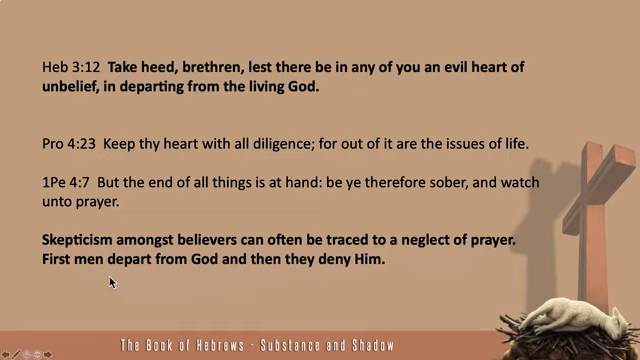 Heb 3:12  Take heed, brethren, lest there be in any of you an evil heart of
unbelief, in departing from the living God.
Pro 4:23  Keep thy heart with all diligence; for out of it are the issues of life.
1Pe 4:7  But the end of all things is at hand: be ye therefore sober, and watch
unto prayer.
Skepticism amongst believers can often be traced to a neglect of prayer.
First men depart from God and then they deny Him.
The Book of Hebrews - Substance and Shadow